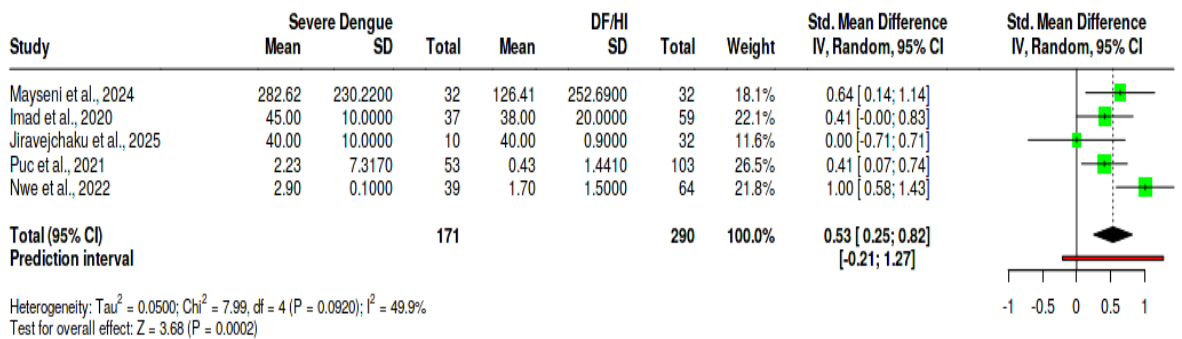 Severe Dengue DF/HI Std. Mean Difference Std. Mean Difference
Study Mean SD Total Mean SD Total Weight IV, Random, 95% CI IV, Random, 95% CI
Mayseni et al., 2024 282.62 230.2200 32 126.41 252.6900 32 18.1% 0.64 [ 0.14; 1.14]
Imad et al., 2020 45.00 10.0000 37 38.00 20.0000 59 22.1% 0.41 [-0.00; 0.83]
Jiravejchaku et al., 2025 40.00 10.0000 10 40.00 0.9000 32 11.6% 0.00 [-0.71; 0.71]
Puc et al., 2021 2.23 7.3170 53 0.43 1.4410 103 26.5% 0.41 [ 0.07; 0.74]
Nwe et al., 2022 2.90 0.1000 39 1.70 1.5000 64 21.8% 1.00 [ 0.58; 1.43]
Total (95% CI) 171 290 100.0% 0.53 [ 0.25; 0.82]
Prediction interval [-0.21; 1.27]
Heterogeneity: Tau² = 0.0500; Chi² = 7.99, df = 4 (P = 0.0920); I² = 49.9%
Test for overall effect: Z = 3.68 (P = 0.0002)
-1 -0.5 0 0.5 1